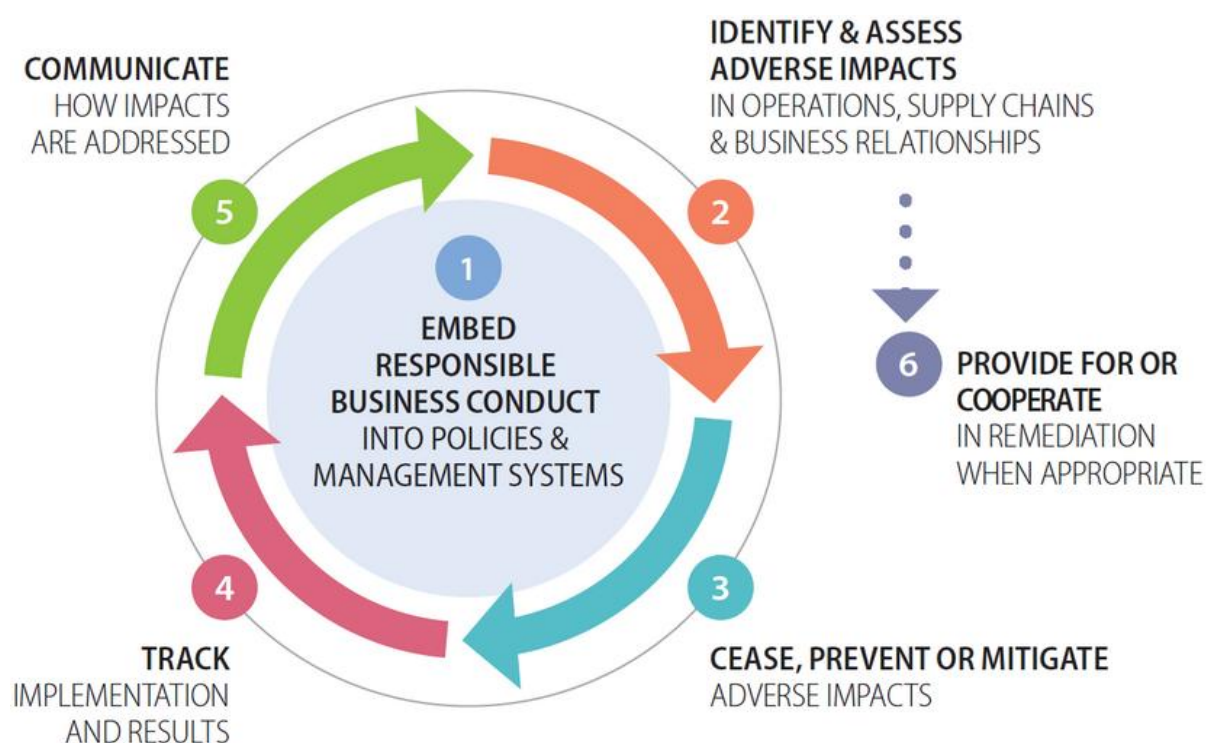 1
EMBED
RESPONSIBLE
BUSINESS CONDUCT
INTO POLICIES &
MANAGEMENT SYSTEMS
2
IDENTIFY & ASSESS
ADVERSE IMPACTS
IN OPERATIONS, SUPPLY CHAINS
& BUSINESS RELATIONSHIPS
3
CEASE, PREVENT OR MITIGATE
ADVERSE IMPACTS
4
TRACK
IMPLEMENTATION
AND RESULTS
5
COMMUNICATE
HOW IMPACTS
ARE ADDRESSED
6
PROVIDE FOR OR
COOPERATE
IN REMEDIATION
WHEN APPROPRIATE